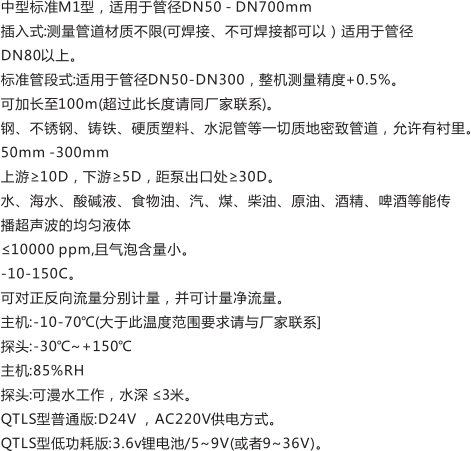 中型标准M1型，适用于管径DN50 - DN700mm
插入式:测量管道材质不限(可焊接、不可焊接都可以）适用于管径
DN80以上。
标准管段式:适用于管径DN50-DN300，整机测量精度+0.5%。
可加长至100m(超过此长度请同厂家联系)。
钢、不锈钢、铸铁、硬质塑料、水泥管等一切质地密致管道，允许有衬里。
50mm -300mm
上游≥10D，下游≥5D，距泵出口处≥30D。
水、海水、酸碱液、食物油、汽、煤、柴油、原油、酒精、啤酒等能传
播超声波的均匀液体
≤10000 ppm,且气泡含量小。
-10-150C。
可对正反向流量分别计量，并可计量净流量。
主机:-10-70℃(大于此温度范围要求请与厂家联系]
探头:-30℃~+150℃
主机:85%RH
探头:可漫水工作，水深 ≤3米。
QTLS型普通版:D24V ，AC220V供电方式。
QTLS型低功耗版:3.6v锂电池/5~9V(或者9~36V)。